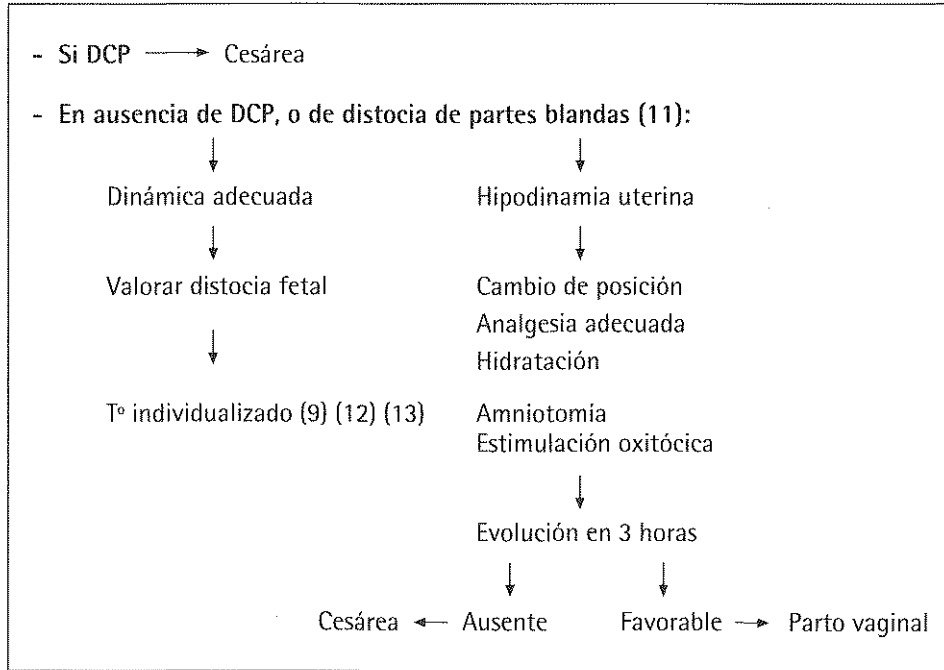 - Si DCP → Cesárea
- En ausencia de DCP, o de distocia de partes blandas (11):
Dinámica adecuada
Hipodinamia uterina
Valorar distocia fetal
Cambio de posición
Analgesia adecuada
Hidratación
Tº individualizado (9) (12) (13)
Amniotomía
Estimulación oxitócica
Evolución en 3 horas
Cesárea ← Ausente
Favorable → Parto vaginal